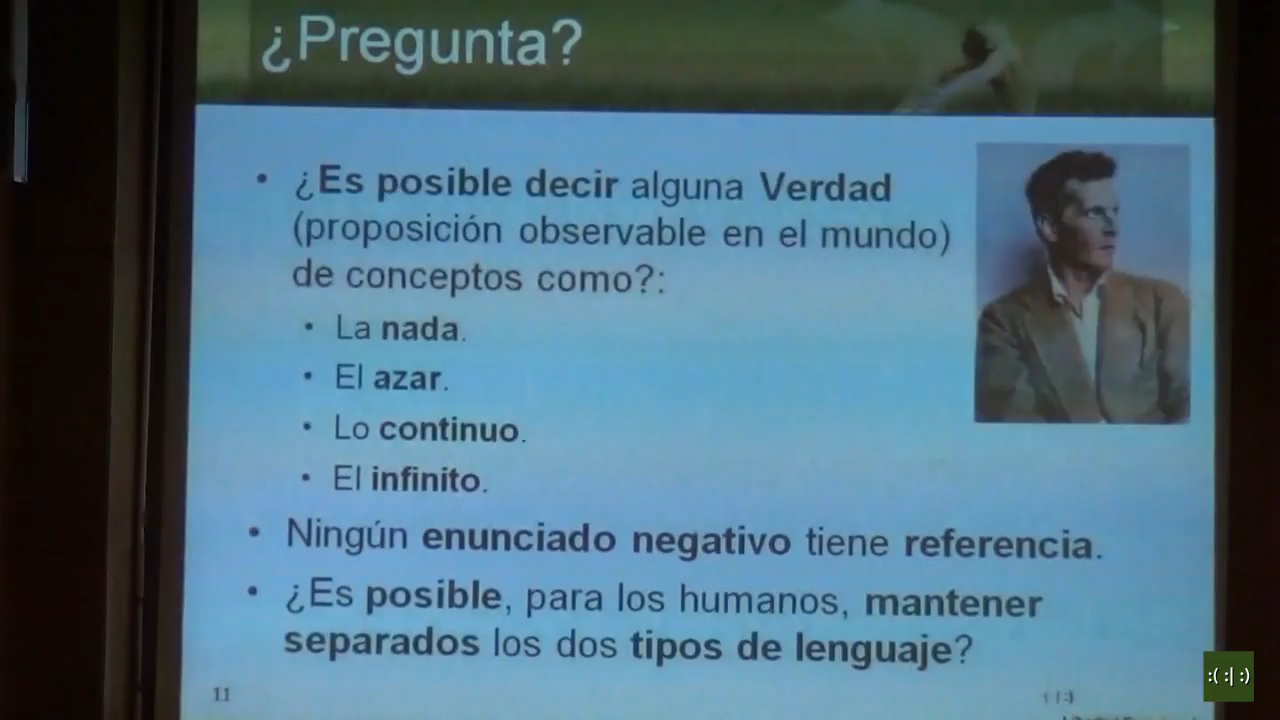 ¿Pregunta?
• ¿Es posible decir alguna Verdad
(proposición observable en el mundo)
de conceptos como?:
• La nada.
• El azar.
• Lo continuo.
• El infinito.
• Ningún enunciado negativo tiene referencia.
• ¿Es posible, para los humanos, mantener
separados los dos tipos de lenguaje?
11
:( :| :)